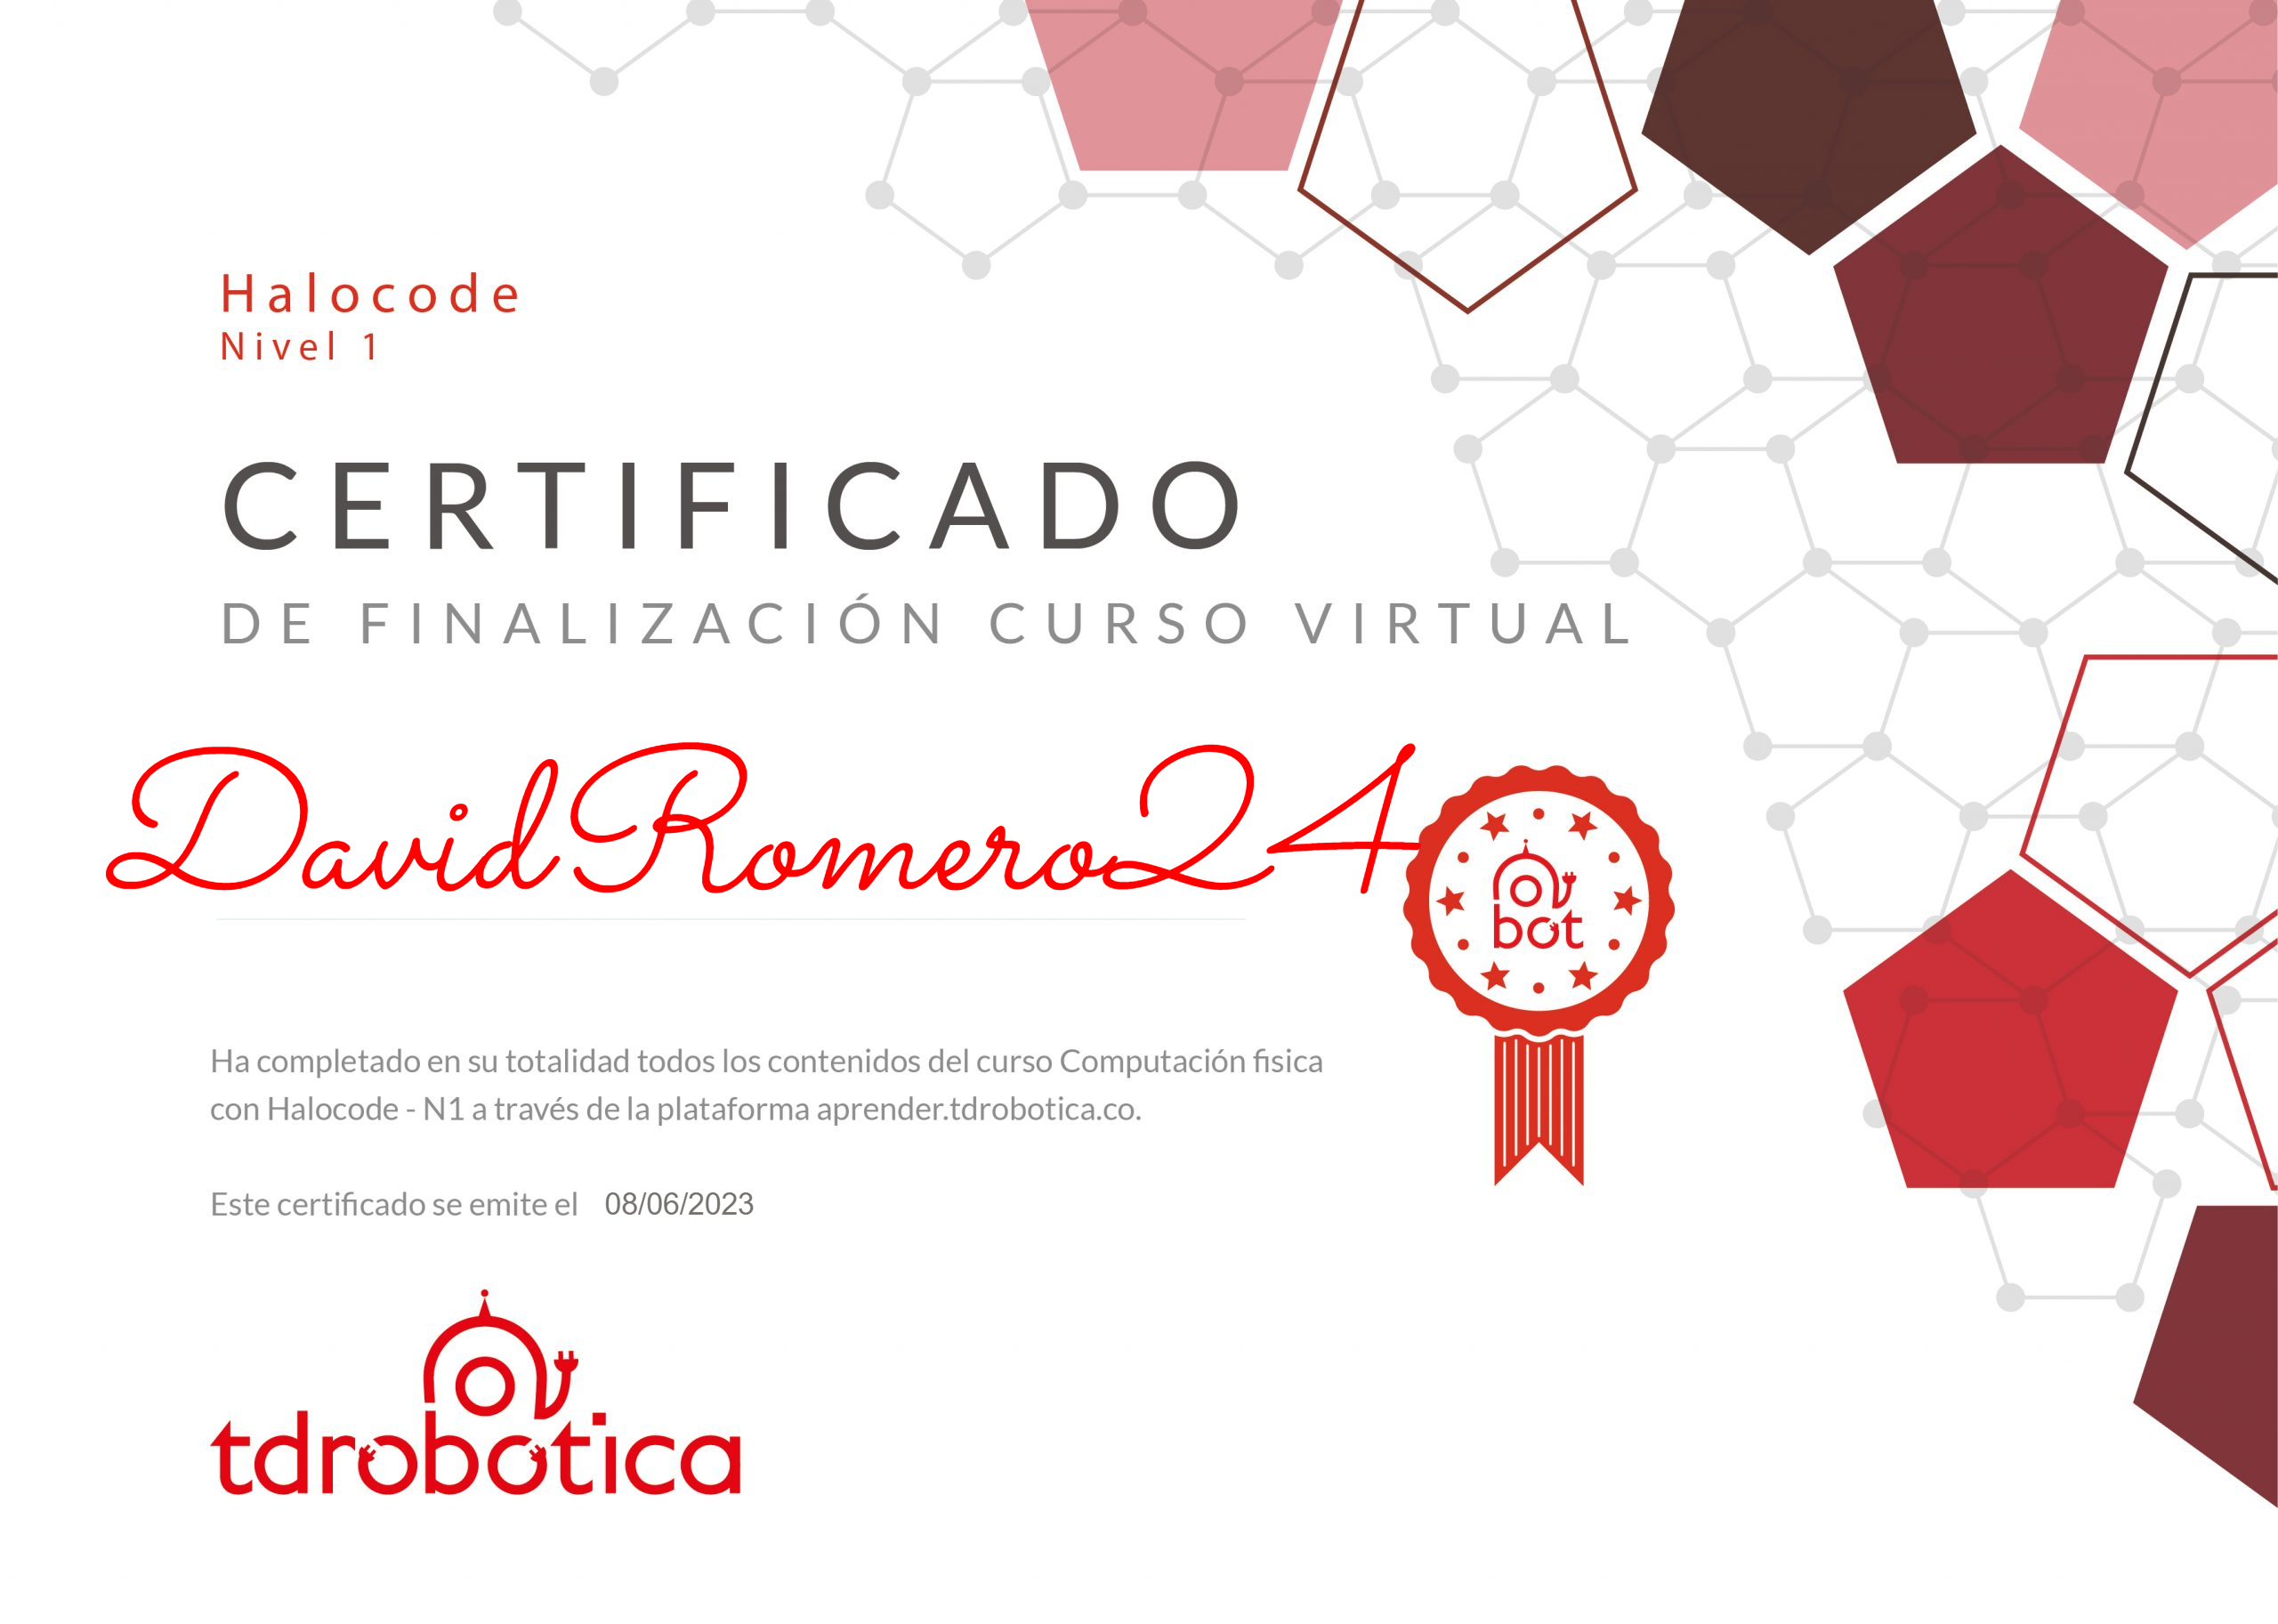 Halocode
Nivel 1
CERTIFICADO
DE FINALIZACIÓN CURSO VIRTUAL
DavidRomero24
bot
Ha completado en su totalidad todos los contenidos del curso Computación fisica
con Halocode - N1 a través de la plataforma aprender.tdrobotica.co.
Este certificado se emite el 08/06/2023
tdrobotica